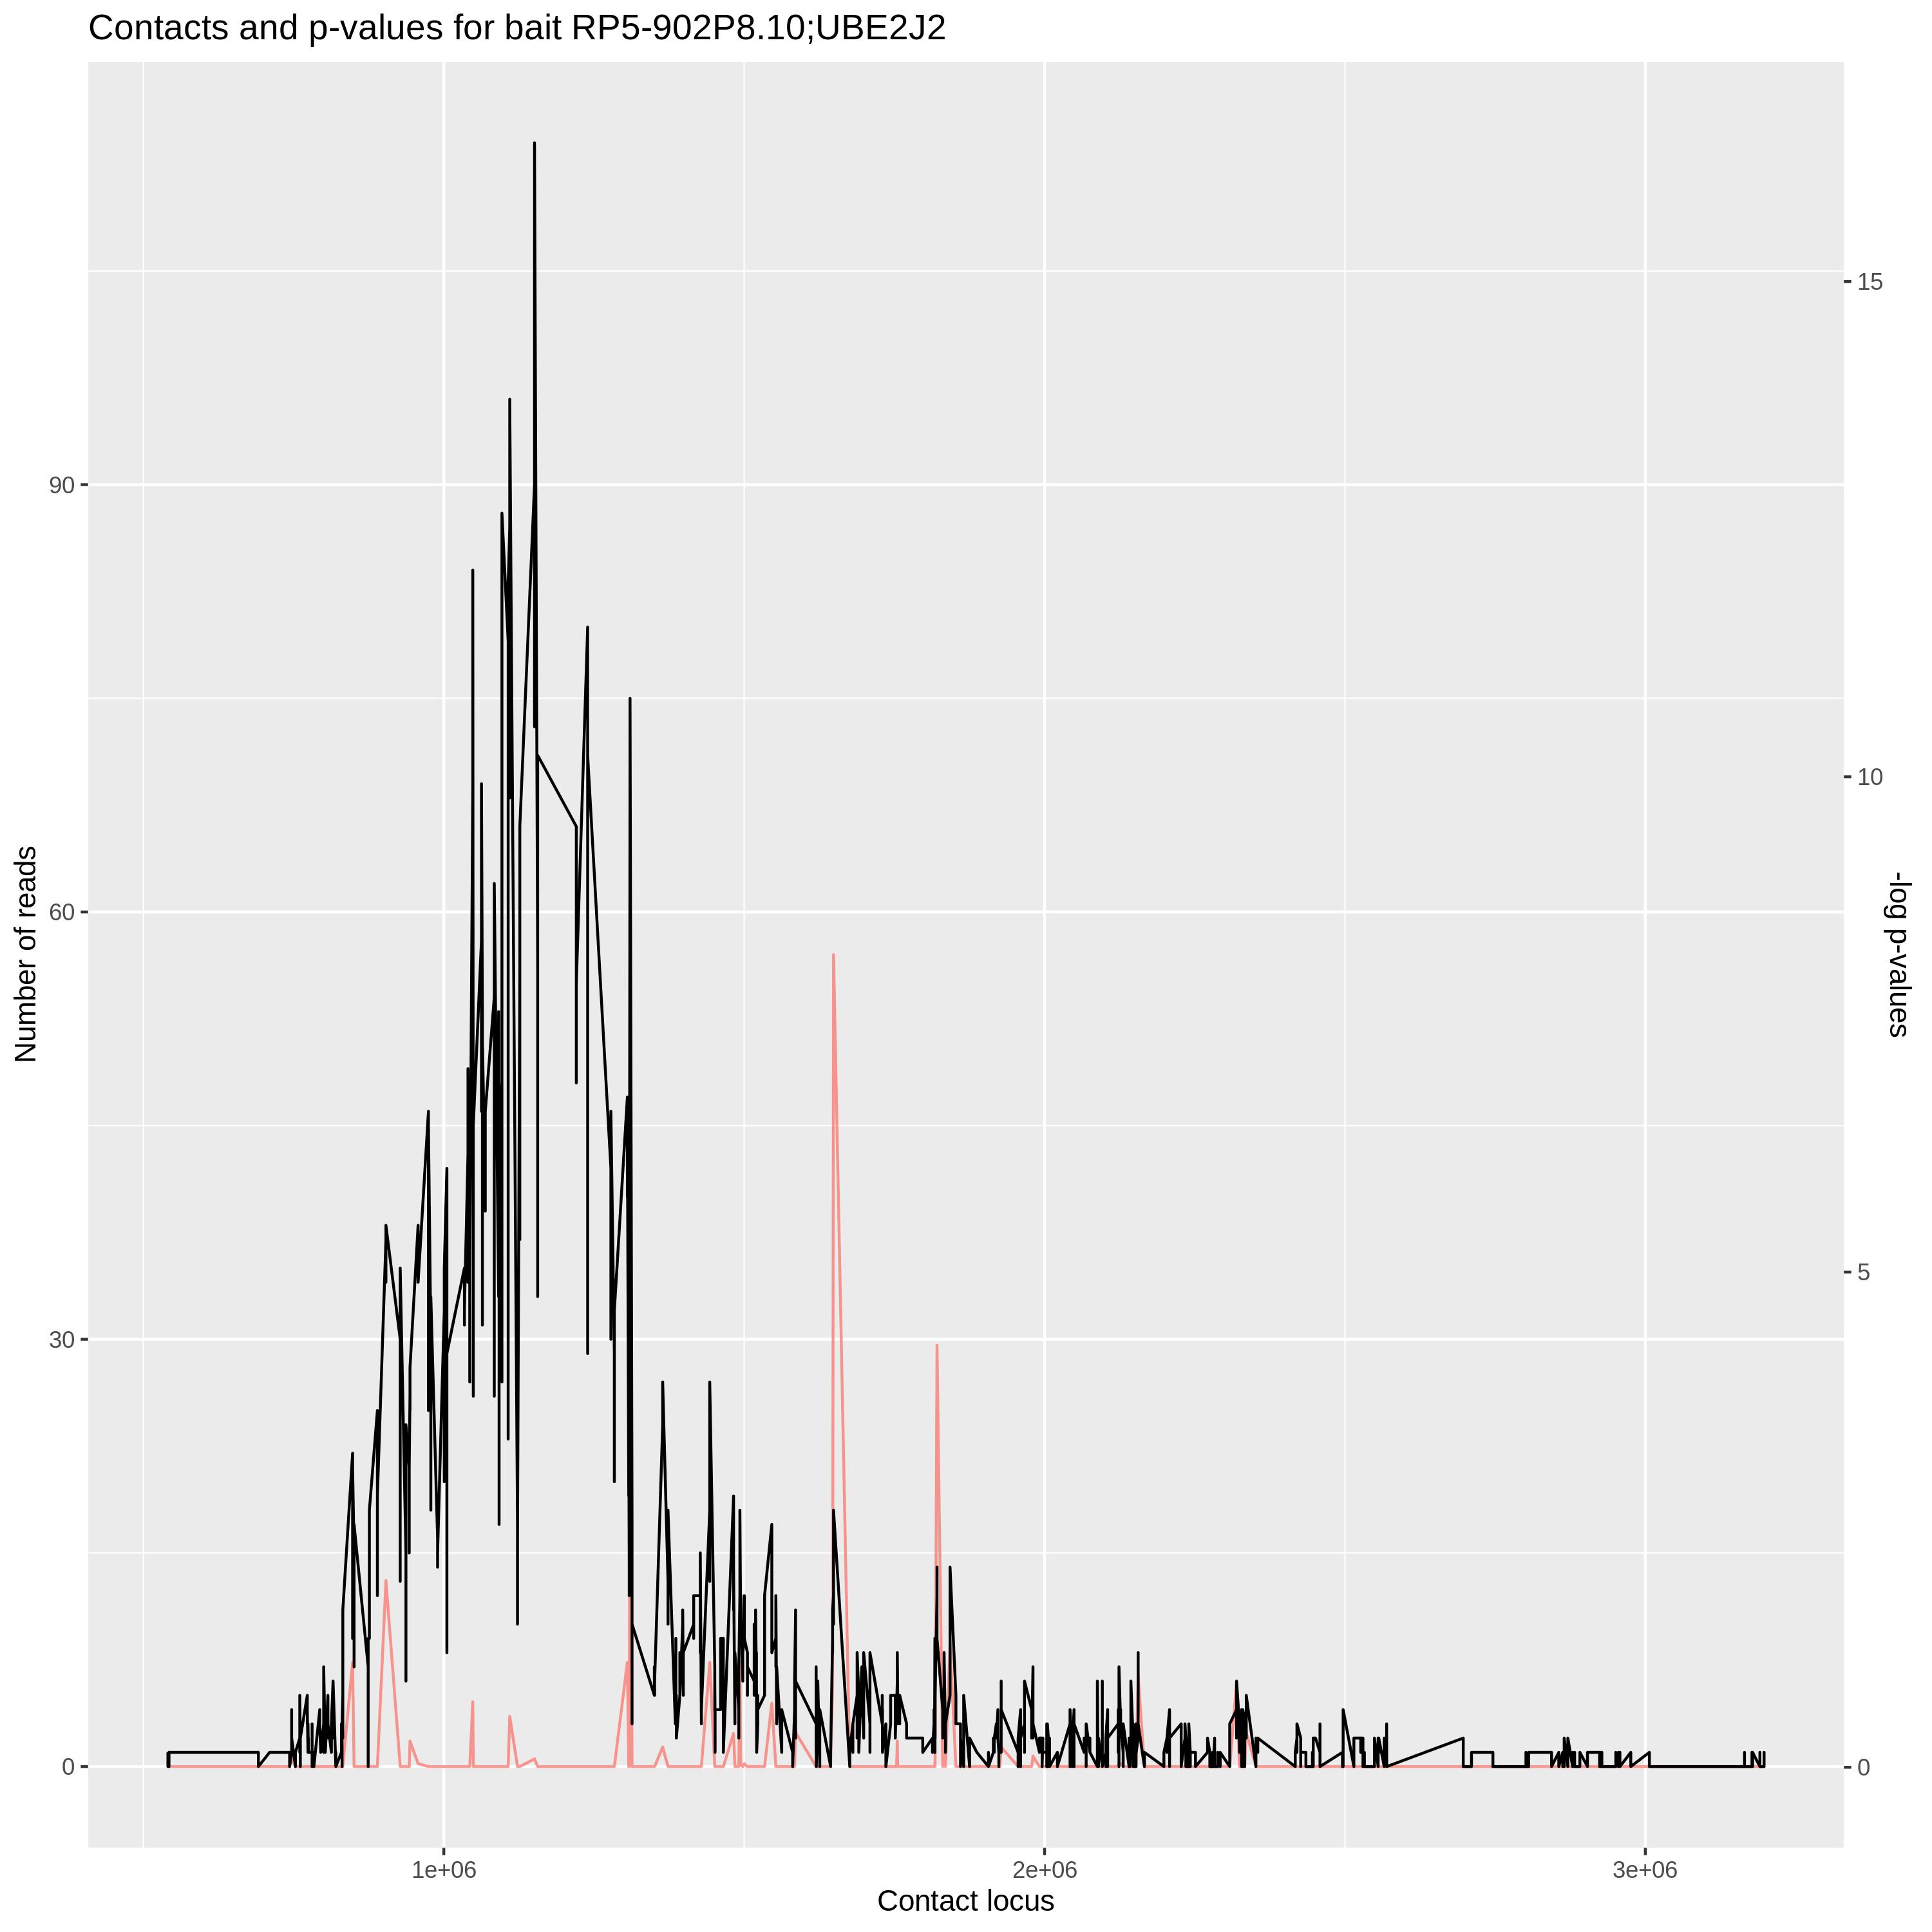 Contacts and p-values for bait RP5-902P8.10;UBE2J2
Number of reads
90
60
30
0
15
10
5
0
-log p-values
1e+06
2e+06
3e+06
Contact locus